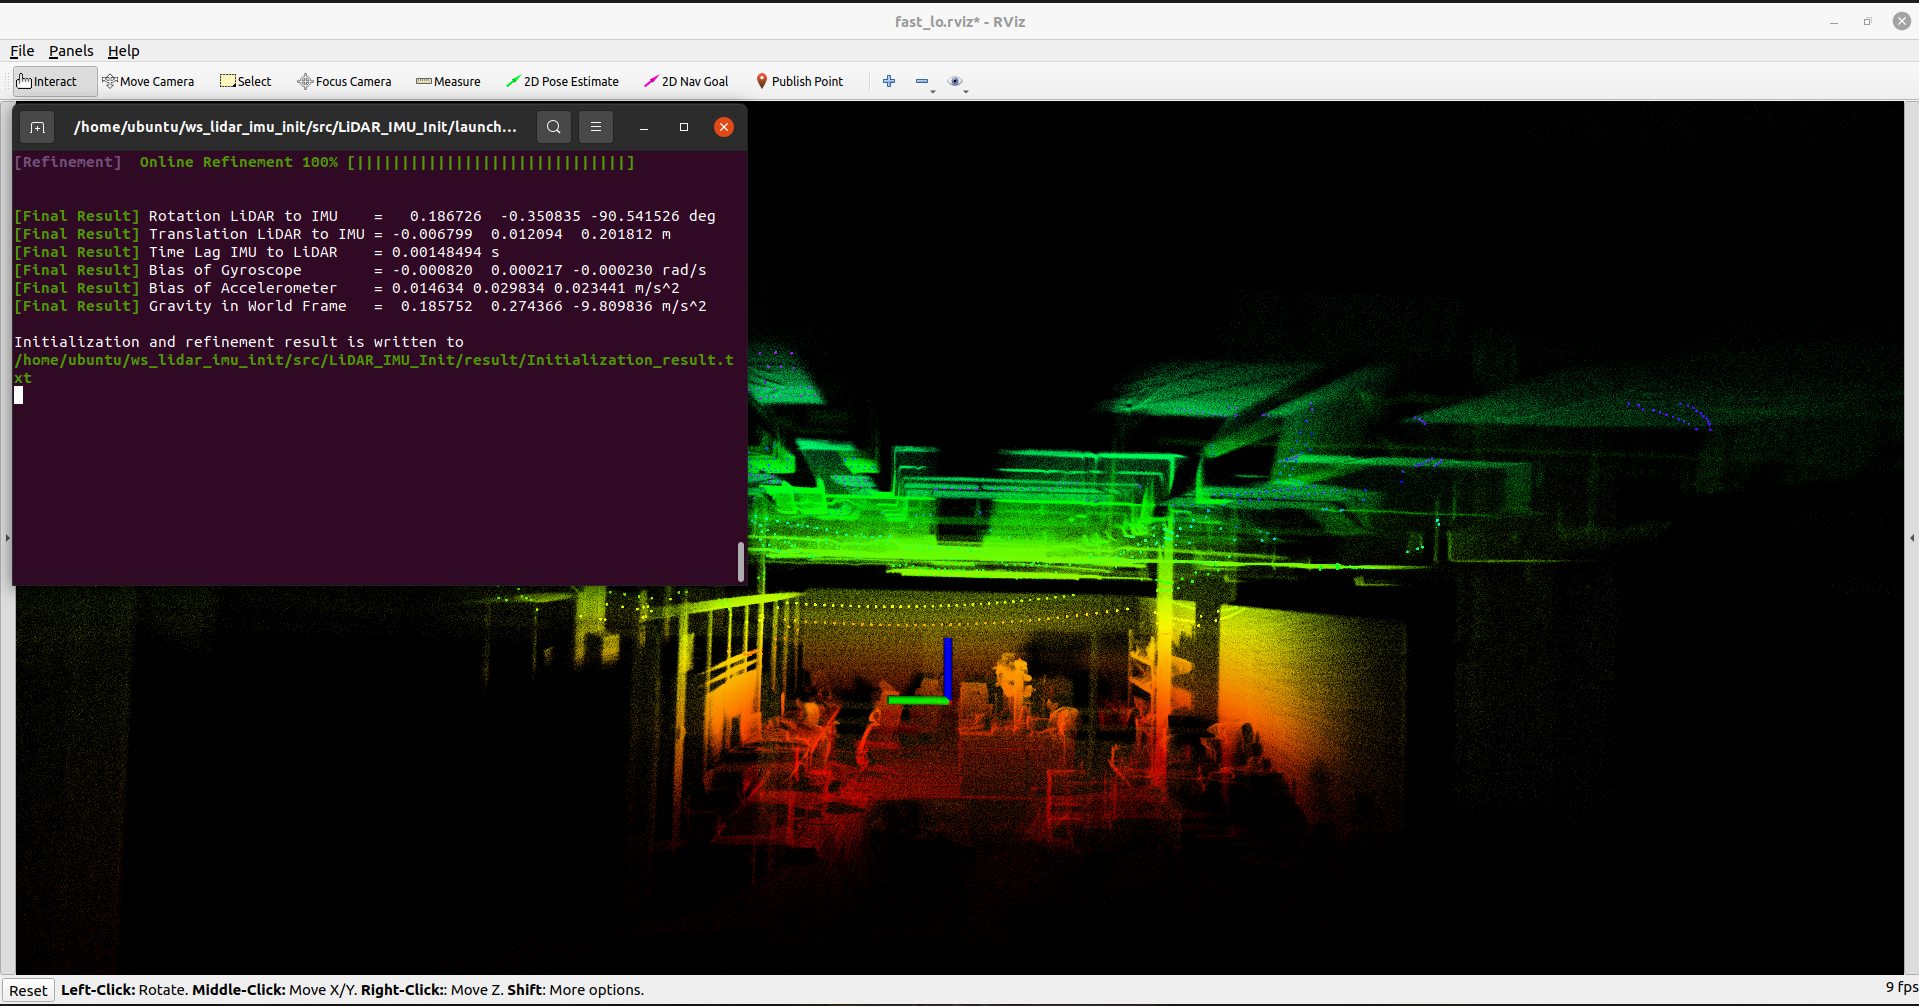 fast_lo.rviz* - RViz
File Panels Help
Interact Move Camera Select Focus Camera Measure 2D Pose Estimate 2D Nav Goal Publish Point
/home/ubuntu/ws_lidar_imu_init/src/LiDAR_IMU_Init/launch...
[Refinement] Online Refinement 100% [||||||||||||||||||||||||||||||]
[Final Result] Rotation LiDAR to IMU = 0.186726 -0.350835 -90.541526 deg
[Final Result] Translation LiDAR to IMU = -0.006799 0.012094 0.201812 m
[Final Result] Time Lag IMU to LiDAR = 0.00148494 s
[Final Result] Bias of Gyroscope = -0.000820 0.000217 -0.000230 rad/s
[Final Result] Bias of Accelerometer = 0.014634 0.029834 0.023441 m/s^2
[Final Result] Gravity in World Frame = 0.185752 0.274366 -9.809836 m/s^2
Initialization and refinement result is written to
/home/ubuntu/ws_lidar_imu_init/src/LiDAR_IMU_Init/result/Initialization_result.t
xt
Reset Left-Click: Rotate. Middle-Click: Move X/Y. Right-Click:: Move Z. Shift: More options. 9 fps